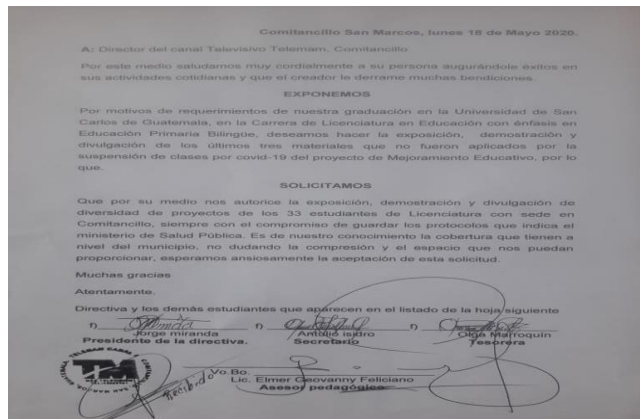 Comitancillo San Marcos, lunes 18 de Mayo 2020.
A: Director del canal Televisivo Telemam, Comitancillo
Por este medio saludamos muy cordialmente a su persona augurándole éxitos en
sus actividades cotidianas y que el creador le derrame muchas bendiciones.
EXPONEMOS
Por motivos de requerimientos de nuestra graduación en la Universidad de San
Carlos de Guatemala, en la Carrera de Licenciatura en Educación con énfasis en
Educación Primaria Bilingüe, deseamos hacer la exposición, demostración y
divulgación de los últimos tres materiales que no fueron aplicados por la
suspensión de clases por covid-19 del proyecto de Mejoramiento Educativo, por lo
que.
SOLICITAMOS
Que por su medio nos autorice la exposición, demostración y divulgación de
diversidad de proyectos de los 33 estudiantes de Licenciatura con sede en
Comitancillo, siempre con el compromiso de guardar los protocolos que indica el
ministerio de Salud Pública. Es de nuestro conocimiento la cobertura que tienen a
nivel del municipio, no dudando la compresión y el espacio que nos puedan
proporcionar, esperamos ansiosamente la aceptación de esta solicitud.
Muchas gracias
Atentamente.
Directiva y los demás estudiantes que aparecen en el listado de la hoja siguiente
f) f) f)
Jorge miranda Antulio Isidro Olga Marroquín
Presidente de la directiva. Secretario Tesorera
TM
Recibido
Vo.Bo.
Lic. Elmer Geovanny Feliciano
Asesor pedagógico